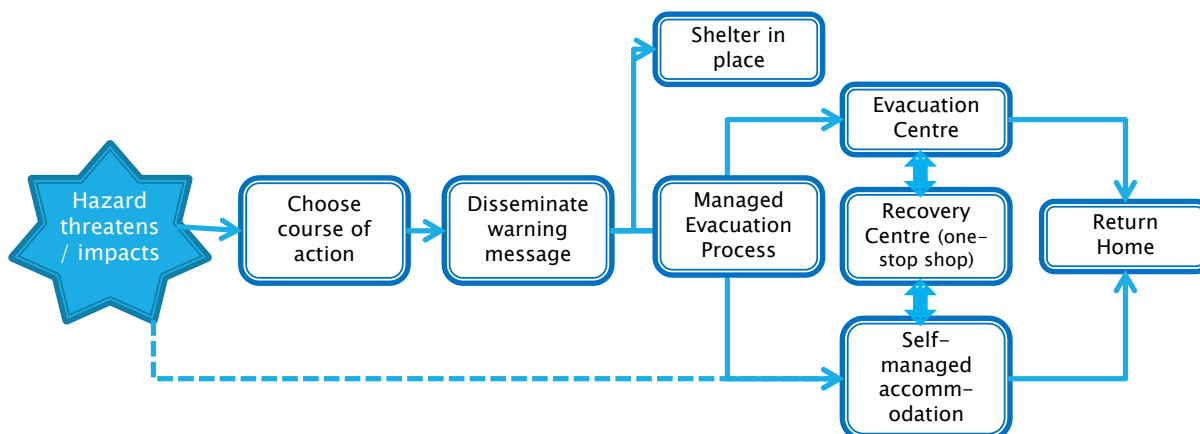 Hazard
threatens
/ impacts
Choose
course of
action
Disseminate
warning
message
Shelter in
place
Managed
Evacuation
Process
Evacuation
Centre
Recovery
Centre (one-
stop shop)
Self-
managed
accomm-
odation
Return
Home